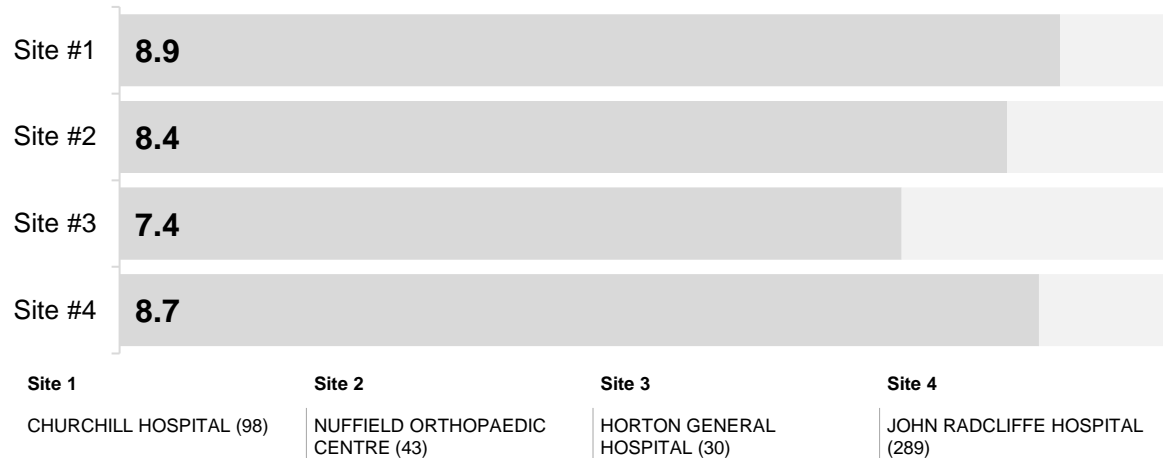 Site #1
8.9
Site #2
8.4
Site #3
7.4
Site #4
8.7
Site 1
CHURCHILL HOSPITAL (98)
Site 2
NUFFIELD ORTHOPAEDIC
CENTRE (43)
Site 3
HORTON GENERAL
HOSPITAL (30)
Site 4
JOHN RADCLIFFE HOSPITAL
(289)